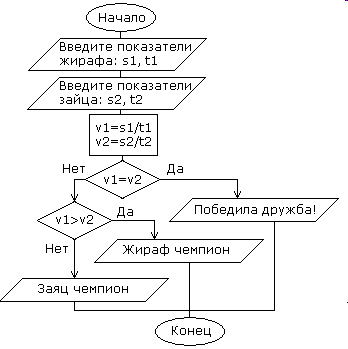 Начало
Введите показатели
жирафа: s1, t1
Введите показатели
зайца: s2, t2
v1=s1/t1
v2=s2/t2
Нет
Да
v1=v2
Победила дружба!
v1>v2
Да
Нет
Жираф чемпион
Заяц чемпион
Конец